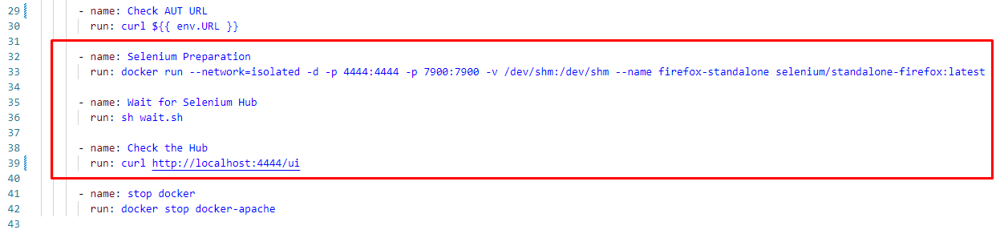 29 - name: Check AUT URL
30 run: curl ${{ env.URL }}
31
32 - name: Selenium Preparation
33 run: docker run --network=isolated -d -p 4444:4444 -p 7900:7900 -v /dev/shm:/dev/shm --name firefox-standalone selenium/standalone-firefox:latest
34
35 - name: Wait for Selenium Hub
36 run: sh wait.sh
37
38 - name: Check the Hub
39 run: curl http://localhost:4444/ui
40
41 - name: stop docker
42 run: docker stop docker-apache
43